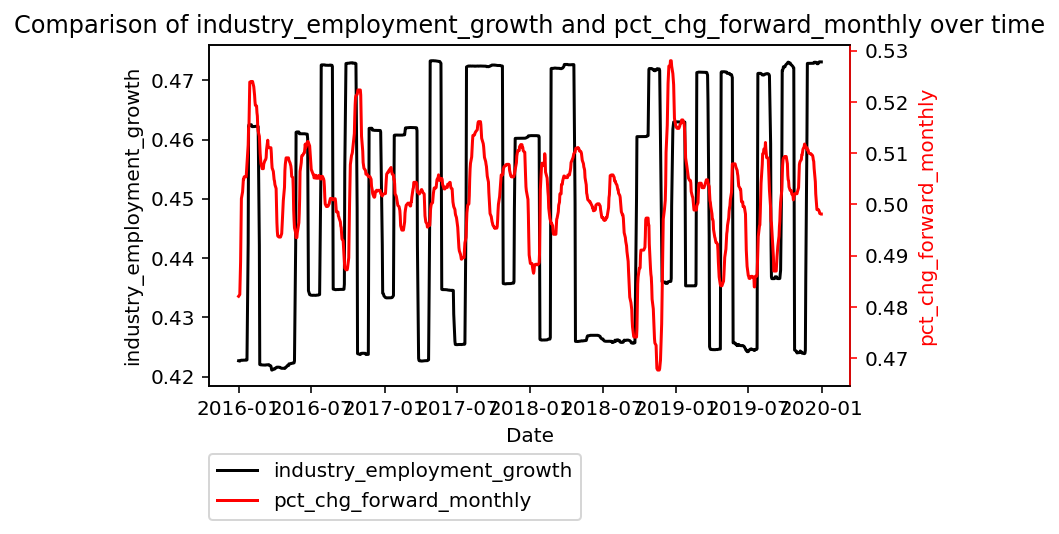 Comparison of industry_employment_growth and pct_chg_forward_monthly over time
industry_employment_growth
0.47
0.46
0.45
0.44
0.43
0.42
0.53
0.52
0.51
0.50
0.49
0.48
0.47
pct_chg_forward_monthly
2016-01 2016-07 2017-01 2017-07 2018-01 2018-07 2019-01 2019-07 2020-01
Date
industry_employment_growth
pct_chg_forward_monthly